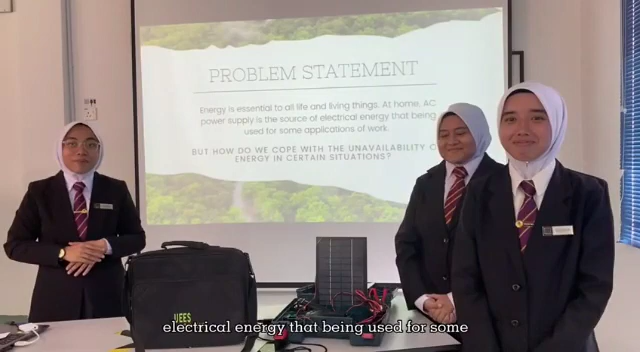 PROBLEM STATEMENT
Energy is essential to all life and living things. At home, AC
power supply is the source of electrical energy that being
used for some applications of work.
BUT HOW DO WE COPE WITH THE UNAVAILABILITY O
ENERGY IN CERTAIN SITUATIONS?
UEES
electrical energy that being used for some